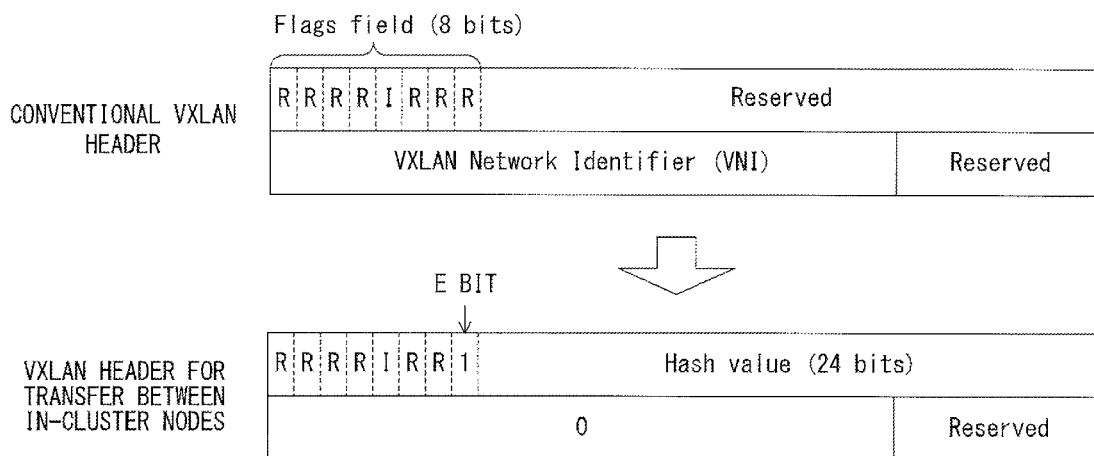 Flags field (8 bits)
CONVENTIONAL VXLAN
HEADER
R R R R I R R R Reserved
VXLAN Network Identifier (VNI) Reserved
E BIT
VXLAN HEADER FOR
TRANSFER BETWEEN
IN-CLUSTER NODES
R R R R I R R 1 Hash value (24 bits)
0 Reserved